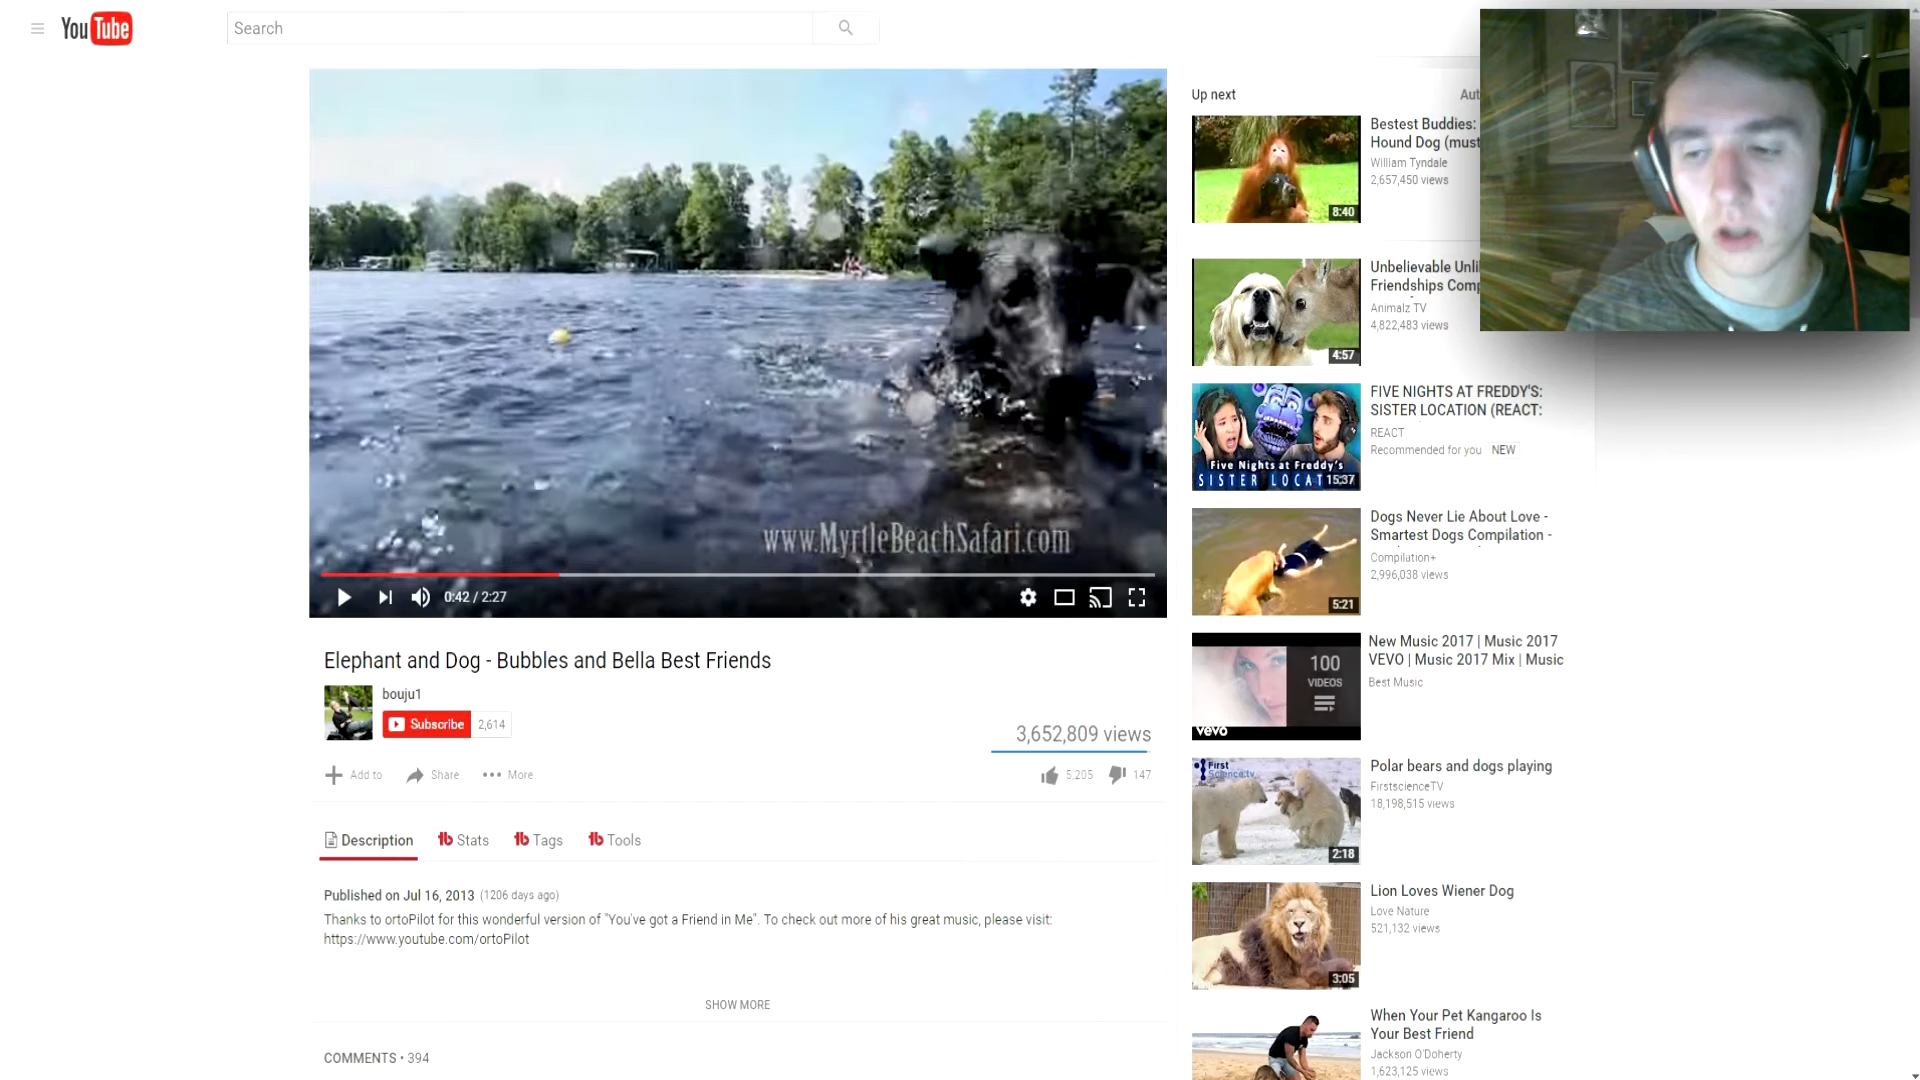 YouTube
Search
www.MyrtleBeachSafari.com
0:42 / 2:27
Elephant and Dog - Bubbles and Bella Best Friends
bouju1
Subscribe 2,614
3,652,809 views
Add to Share More
5,205 147
Description Stats Tags Tools
Published on Jul 16, 2013 (1206 days ago)
Thanks to ortoPilot for this wonderful version of "You've got a Friend in Me". To check out more of his great music, please visit:
https://www.youtube.com/ortoPilot
SHOW MORE
COMMENTS • 394
Up next
Bestest Buddies:
Hound Dog (must
William Tyndale
2,657,450 views
8:40
Unbelievable
Friendships
Animalz TV
4,822,483 views
4:57
FIVE NIGHTS AT FREDDY'S:
SISTER LOCATION (REACT:
REACT
Recommended for you NEW
Five Nights at Freddy's
SISTER LOCAT
15:37
Dogs Never Lie About Love -
Smartest Dogs Compilation -
Compilation+
2,996,038 views
5:21
New Music 2017 | Music 2017
VEVO | Music 2017 Mix | Music
Best Music
100
VIDEOS
vevo
Polar bears and dogs playing
FirstscienceTV
18,198,515 views
First
Science.tv
2:18
Lion Loves Wiener Dog
Love Nature
521,132 views
3:05
When Your Pet Kangaroo Is
Your Best Friend
Jackson O'Doherty
1,623,125 views